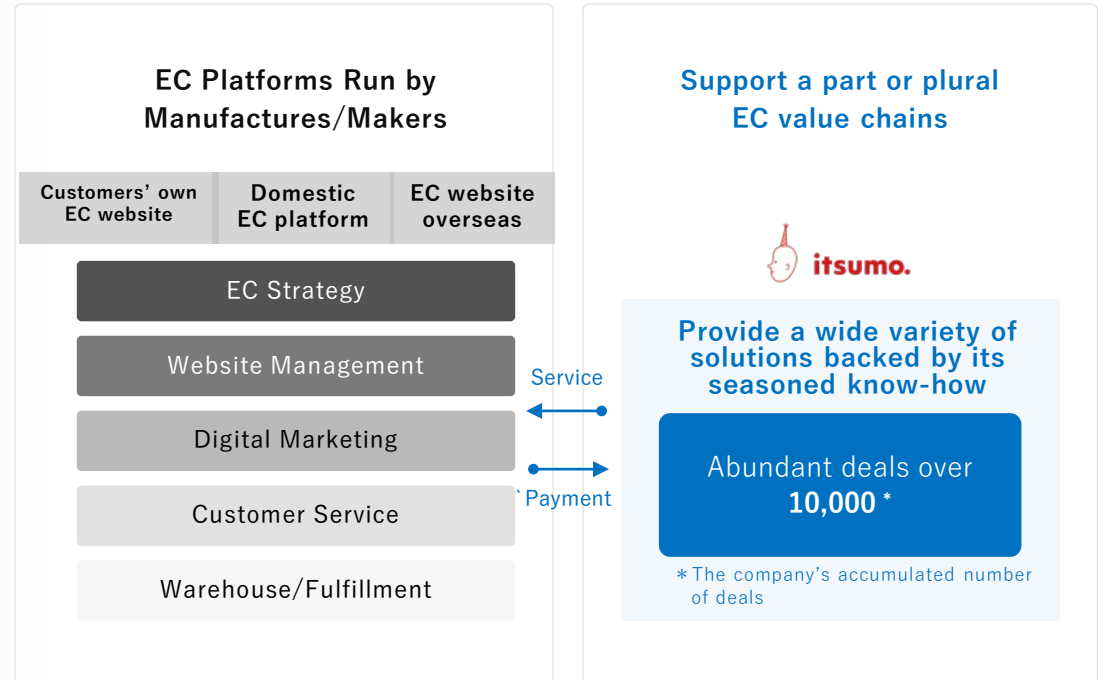 EC Platforms Run by
Manufactures/Makers
Customers’ own
EC website
Domestic
EC platform
EC website
overseas
EC Strategy
Website Management
Digital Marketing
Customer Service
Warehouse/Fulfillment
Service
`Payment
Support a part or plural
EC value chains
itsumo.
Provide a wide variety of
solutions backed by its
seasoned know-how
Abundant deals over
10,000 *
* The company’s accumulated number
of deals